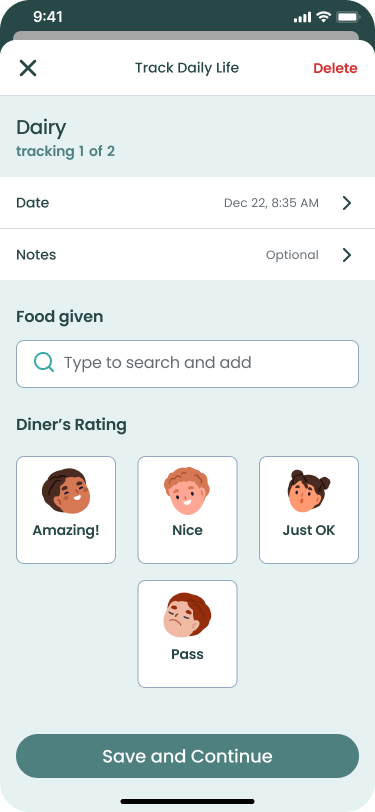 9:41
Track Daily Life
Delete
Dairy
tracking 1 of 2
Date
Dec 22, 8:35 AM
Notes
Optional
Food given
Type to search and add
Diner’s Rating
Amazing!
Nice
Just OK
Pass
Save and Continue